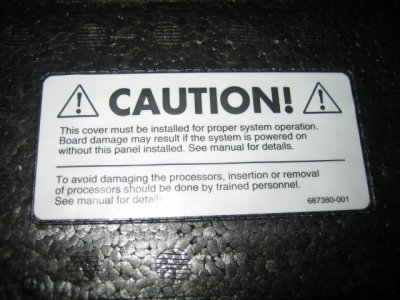 CAUTION!
This cover must be installed for proper system operation.
Board damage may result if the system is powered on
without this panel installed. See manual for details.
To avoid damaging the processors, insertion or removal
of processors should be done by trained personnel.
See manual for details
687380-001